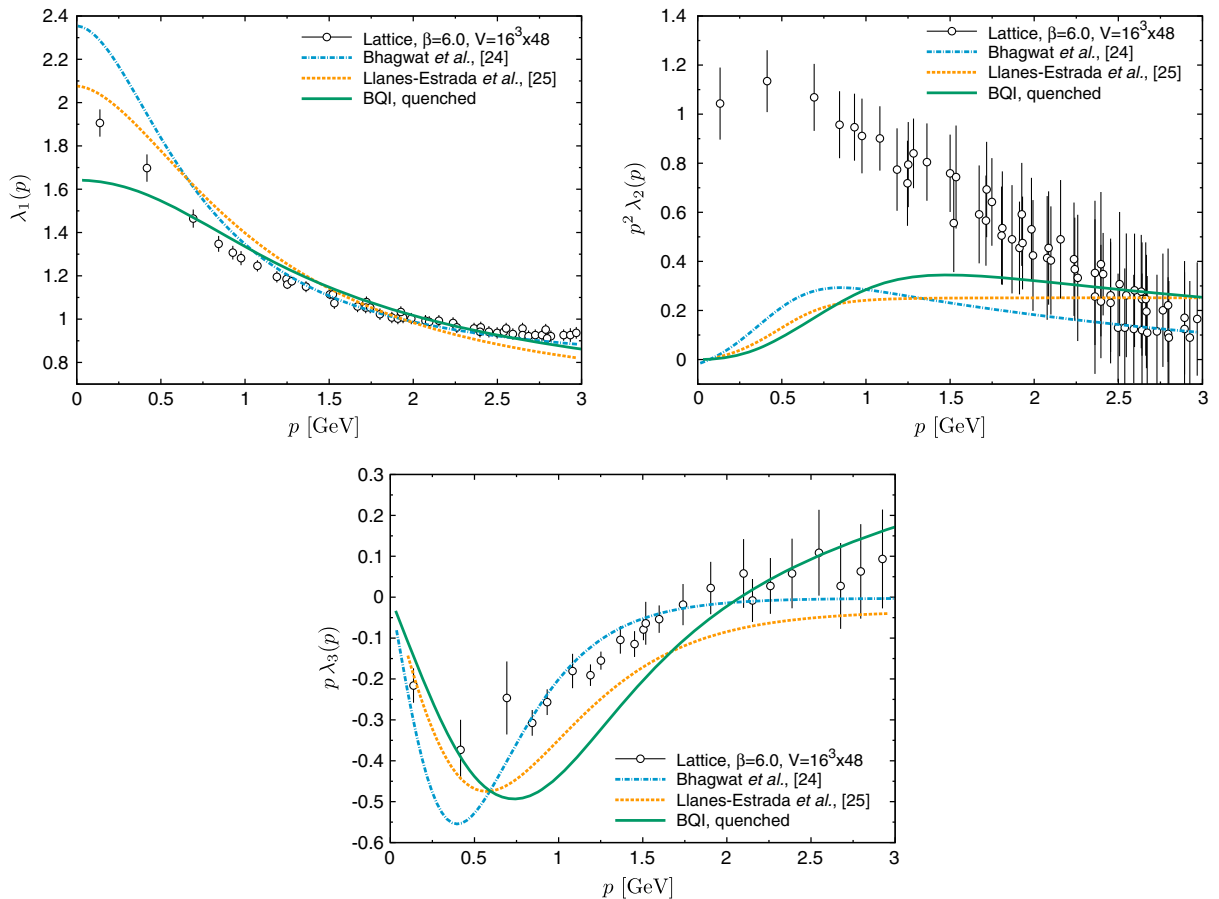 λ₁(p)
2.4
2.2
2
1.8
1.6
1.4
1.2
1
0.8
0 0.5 1 1.5 2 2.5 3
p [GeV]
Lattice, β=6.0, V=16³x48
Bhagwat et al., [24]
Llanes-Estrada et al., [25]
BQI, quenched
p² λ₂(p)
1.4
1.2
1
0.8
0.6
0.4
0.2
0
0 0.5 1 1.5 2 2.5 3
p [GeV]
Lattice, β=6.0, V=16³x48
Bhagwat et al., [24]
Llanes-Estrada et al., [25]
BQI, quenched
p λ₃(p)
0.3
0.2
0.1
0
-0.1
-0.2
-0.3
-0.4
-0.5
-0.6
Lattice, β=6.0, V=16³x48
Bhagwat et al., [24]
Llanes-Estrada et al., [25]
BQI, quenched
0 0.5 1 1.5 2 2.5 3
p [GeV]